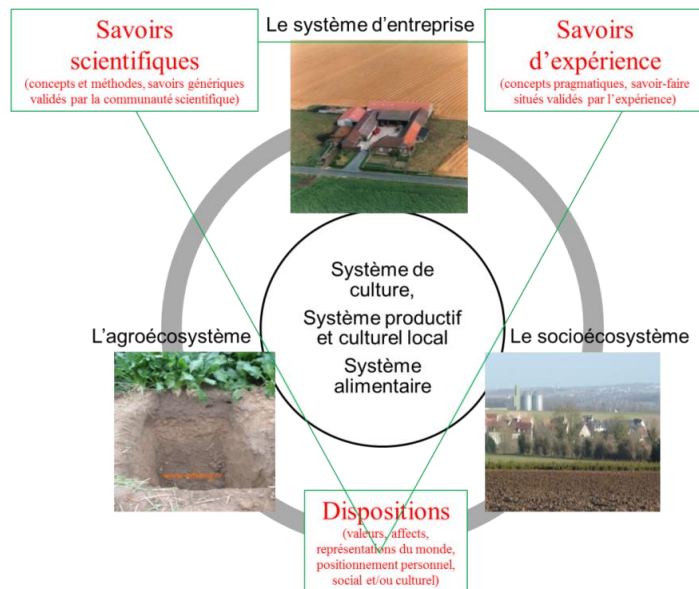 Savoirs
scientifiques
(concepts et méthodes, savoirs génériques
validés par la communauté scientifique)
Le système d'entreprise
Savoirs
d'expérience
(concepts pragmatiques, savoir-faire
situés validés par l'expérience)
Système de
culture,
Système productif
et culturel local
Système
alimentaire
L'agroécosystème
Le socioécosystème
Dispositions
(valeurs, affects,
représentations du monde,
positionnement personnel,
social et/ou culturel)